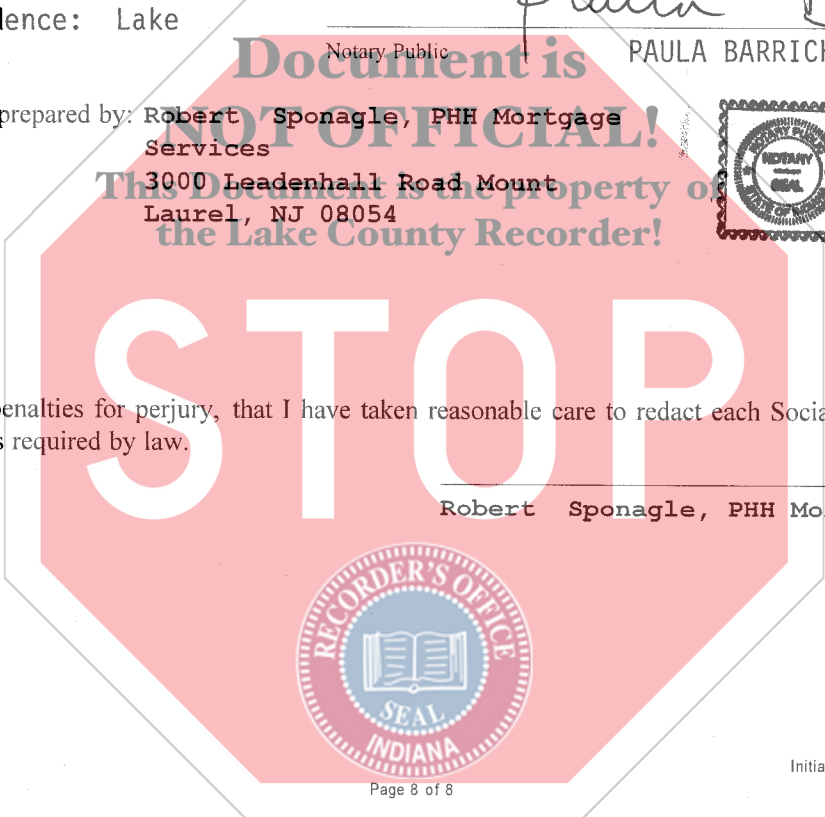 dence: Lake
Notary Public
PAULA BARRICK
Document is
prepared by: Robert Sponagle, PHH Mortgage
NOT OFFICIAL!
Services
3000 Leadenhall Road Mount
This Document is the property of
Laurel, NJ 08054
the Lake County Recorder!
NOTARY PUBLIC
NOTARY
SEAL
STOP
enalties for perjury, that I have taken reasonable care to redact each Socia
s required by law.
Robert Sponagle, PHH Mo
RECORDER'S OFFICE
SEAL
INDIANA
Initia
Page 8 of 8